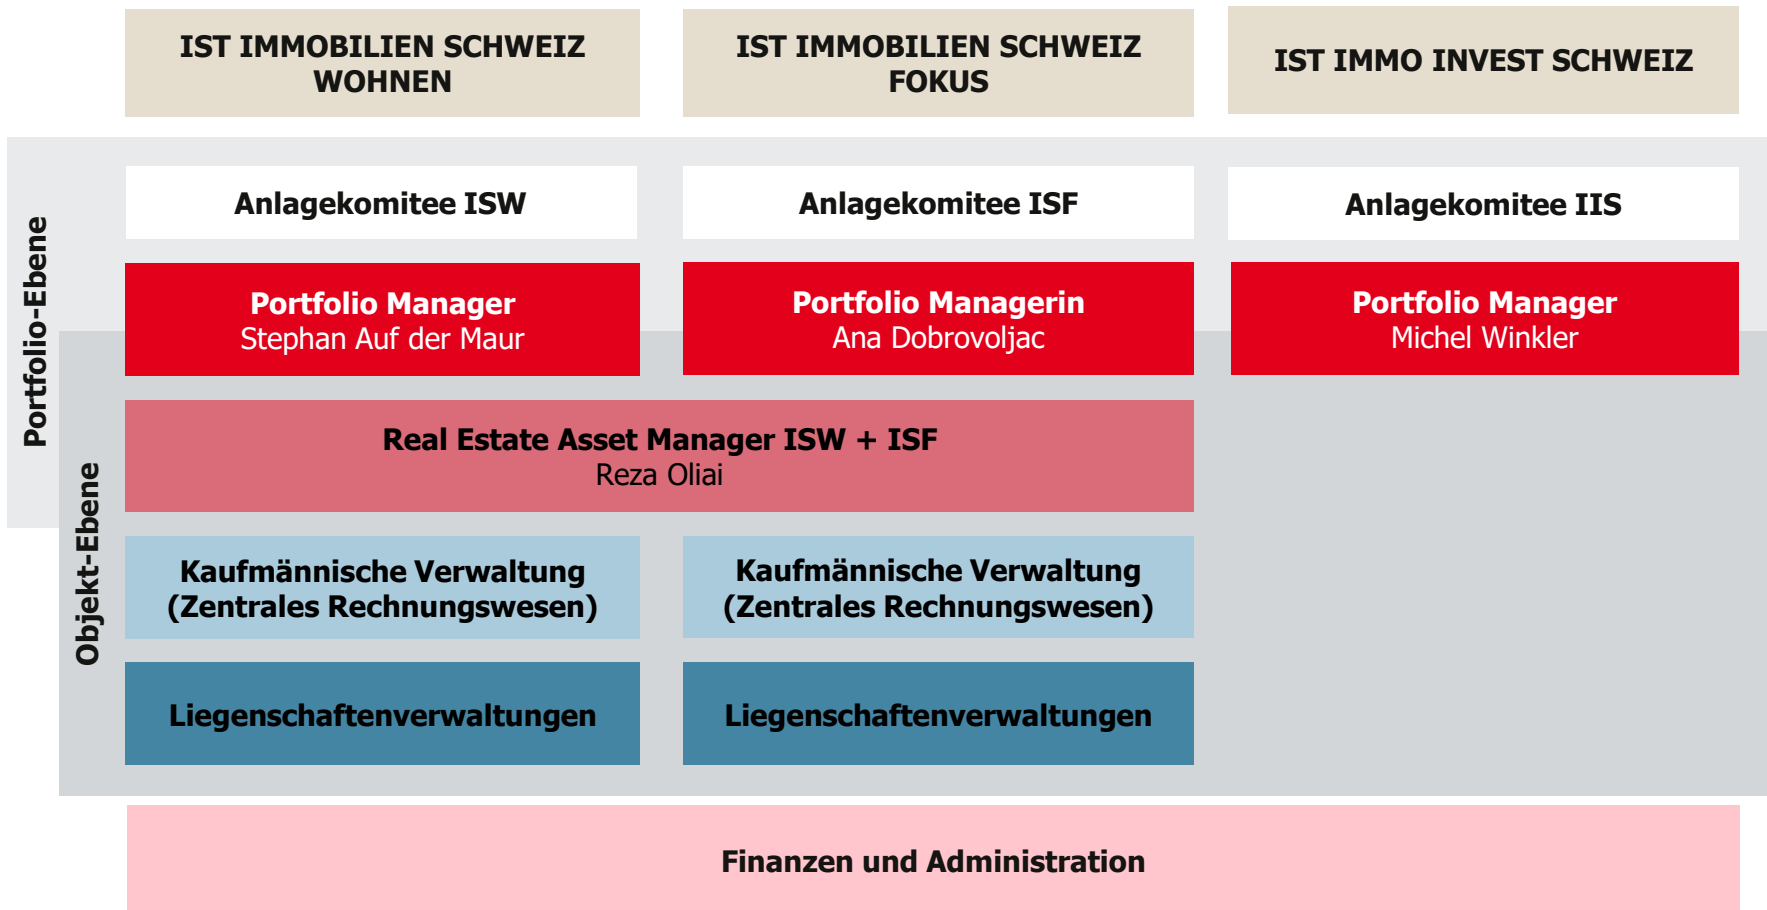 IST IMMOBILIEN SCHWEIZ
WOHNEN
IST IMMOBILIEN SCHWEIZ
FOKUS
IST IMMO INVEST SCHWEIZ
Portfolio-Ebene
Anlagekomitee ISW
Anlagekomitee ISF
Anlagekomitee IIS
Portfolio Manager
Stephan Auf der Maur
Portfolio Managerin
Ana Dobrovoljac
Portfolio Manager
Michel Winkler
Objekt-Ebene
Real Estate Asset Manager ISW + ISF
Reza Oliai
Kaufmännische Verwaltung
(Zentrales Rechnungswesen)
Kaufmännische Verwaltung
(Zentrales Rechnungswesen)
Liegenschaftenverwaltungen
Liegenschaftenverwaltungen
Finanzen und Administration